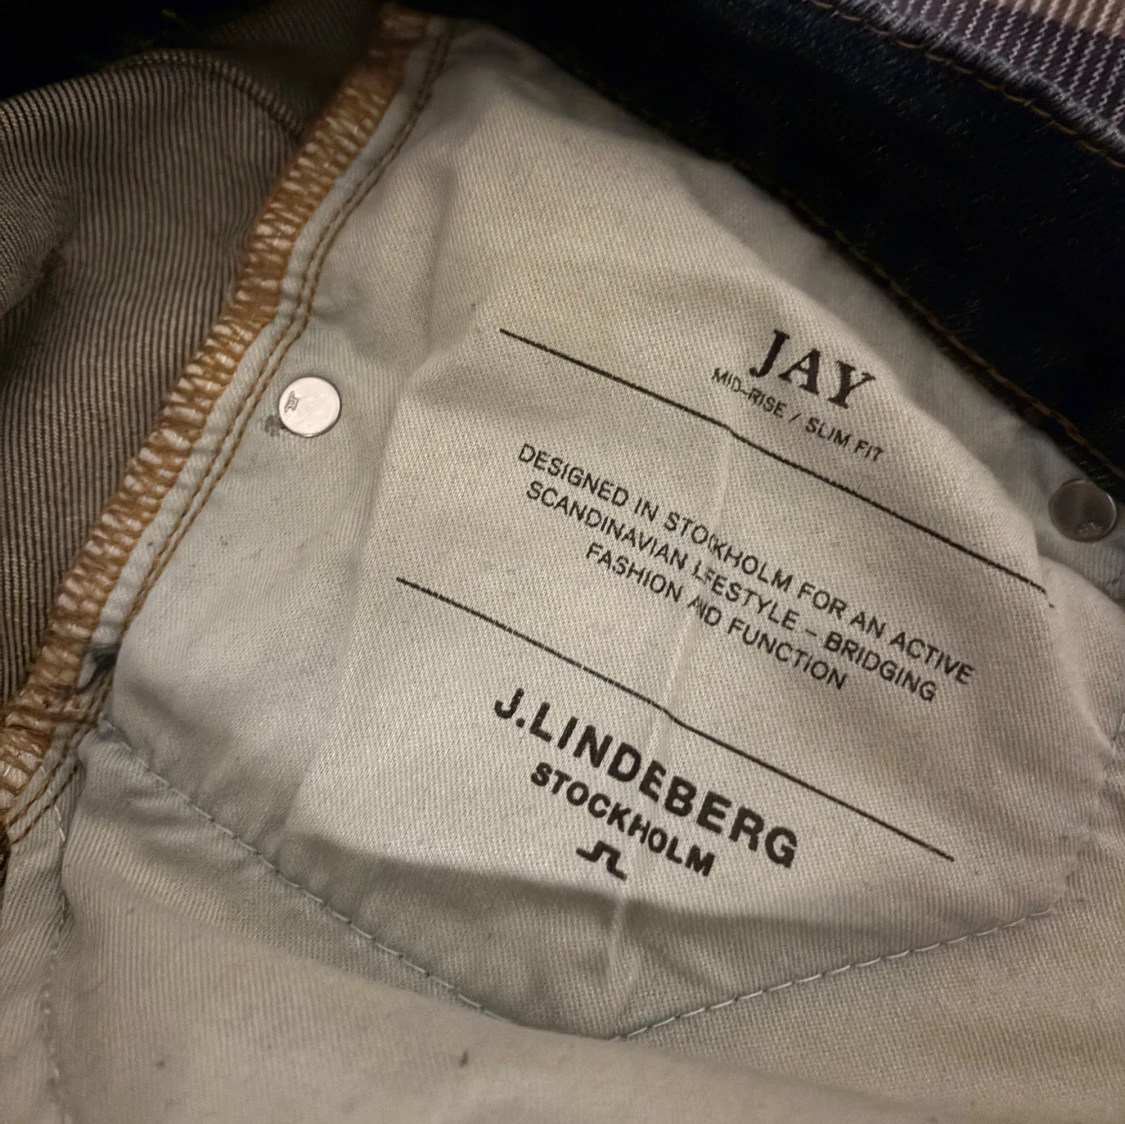 JAY
MID-RISE / SLIM FIT
DESIGNED IN STOCKHOLM FOR AN ACTIVE
SCANDINAVIAN LIFESTYLE – BRIDGING
FASHION AND FUNCTION
J.LINDEBERG
STOCKHOLM